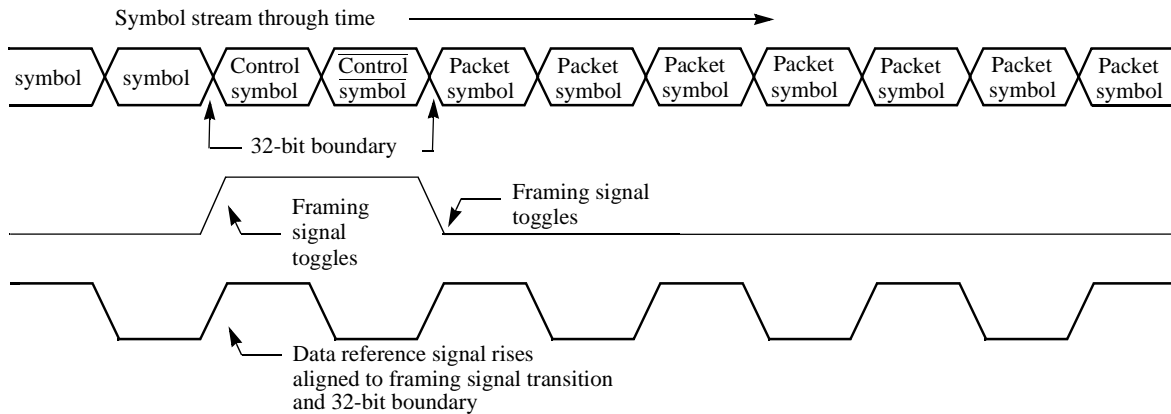 Symbol stream through time
symbol
symbol
Control
symbol
Control
symbol
Packet
symbol
Packet
symbol
Packet
symbol
Packet
symbol
Packet
symbol
Packet
symbol
Packet
symbol
32-bit boundary
Framing
signal
toggles
Framing signal
toggles
Data reference signal rises
aligned to framing signal transition
and 32-bit boundary